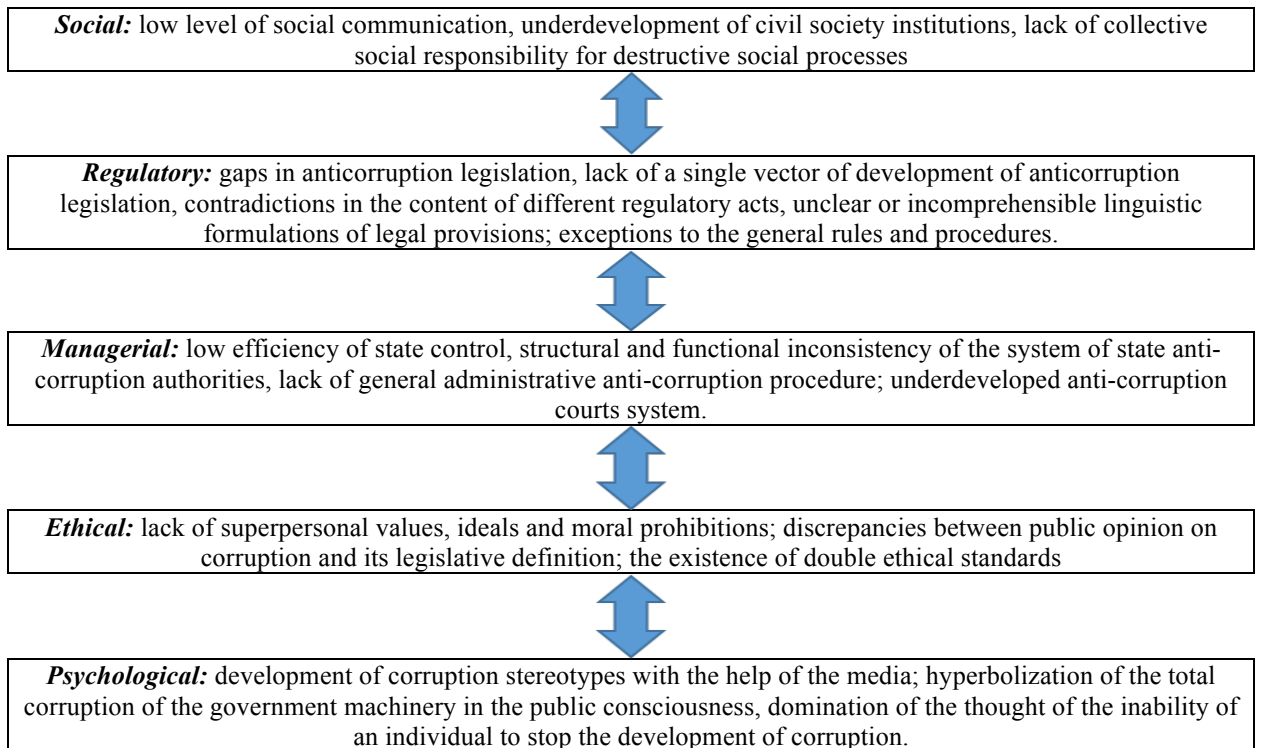 Social: low level of social communication, underdevelopment of civil society institutions, lack of collective
social responsibility for destructive social processes
Regulatory: gaps in anticorruption legislation, lack of a single vector of development of anticorruption
legislation, contradictions in the content of different regulatory acts, unclear or incomprehensible linguistic
formulations of legal provisions; exceptions to the general rules and procedures.
Managerial: low efficiency of state control, structural and functional inconsistency of the system of state anti-
corruption authorities, lack of general administrative anti-corruption procedure; underdeveloped anti-corruption
courts system.
Ethical: lack of superpersonal values, ideals and moral prohibitions; discrepancies between public opinion on
corruption and its legislative definition; the existence of double ethical standards
Psychological: development of corruption stereotypes with the help of the media; hyperbolization of the total
corruption of the government machinery in the public consciousness, domination of the thought of the inability of
an individual to stop the development of corruption.